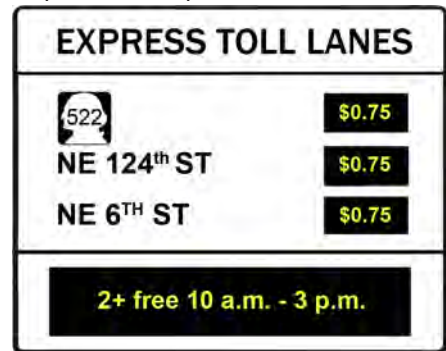 EXPRESS TOLL LANES
522 $0.75
NE 124th ST $0.75
NE 6TH ST $0.75
2+ free 10 a.m. - 3 p.m.